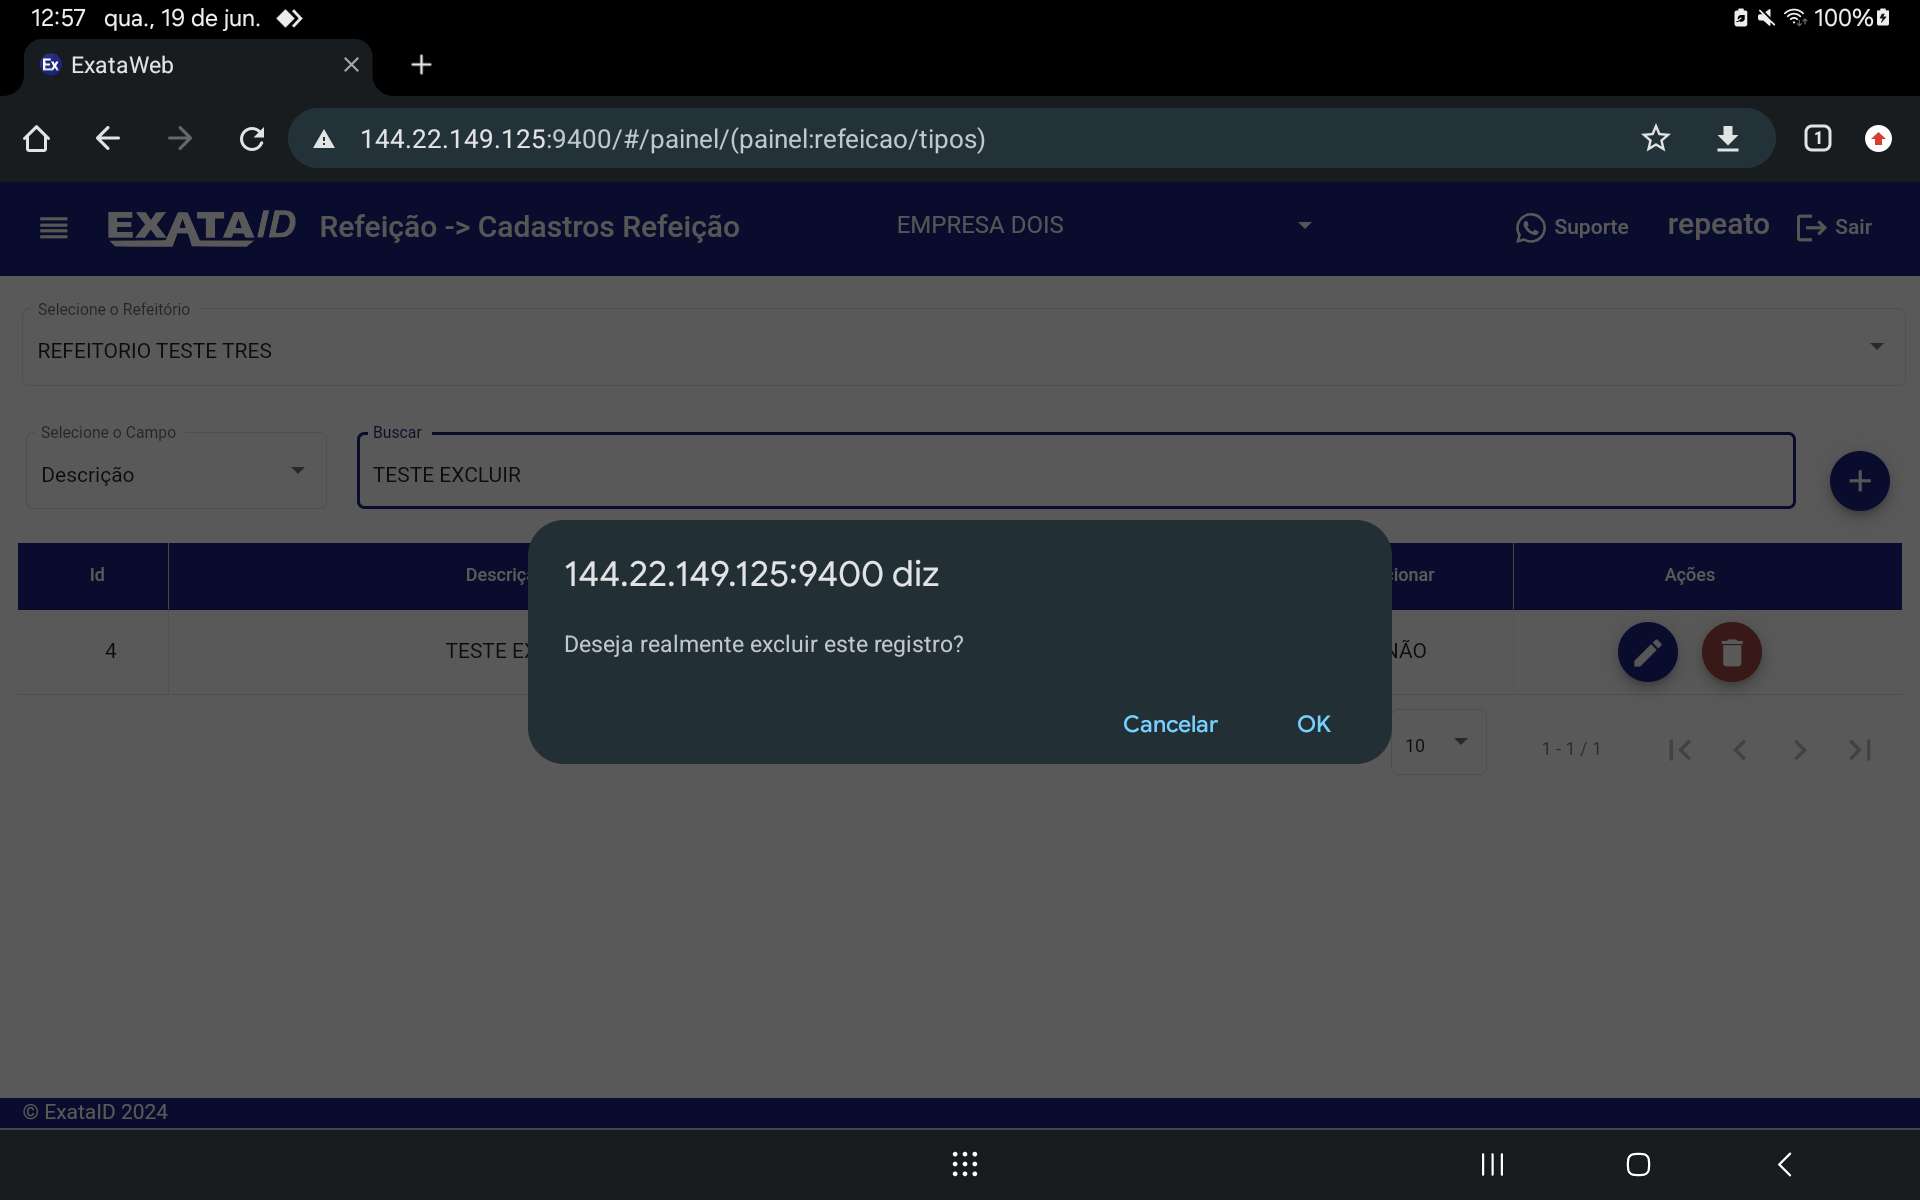 12:57 qua., 19 de jun. 100%
Ex ExataWeb
144.22.149.125:9400/#/painel/(painel:refeicao/tipos) 1
EXATAID Refeição -> Cadastros Refeição EMPRESA DOIS Suporte repeato Sair
Selecione o Refeitório
REFEITORIO TESTE TRES
Selecione o Campo Buscar
Descrição TESTE EXCLUIR
144.22.149.125:9400 diz
Id Ações
Deseja realmente excluir este registro?
4 TESTE
Cancelar OK
10 1 - 1 / 1
© ExataID 2024